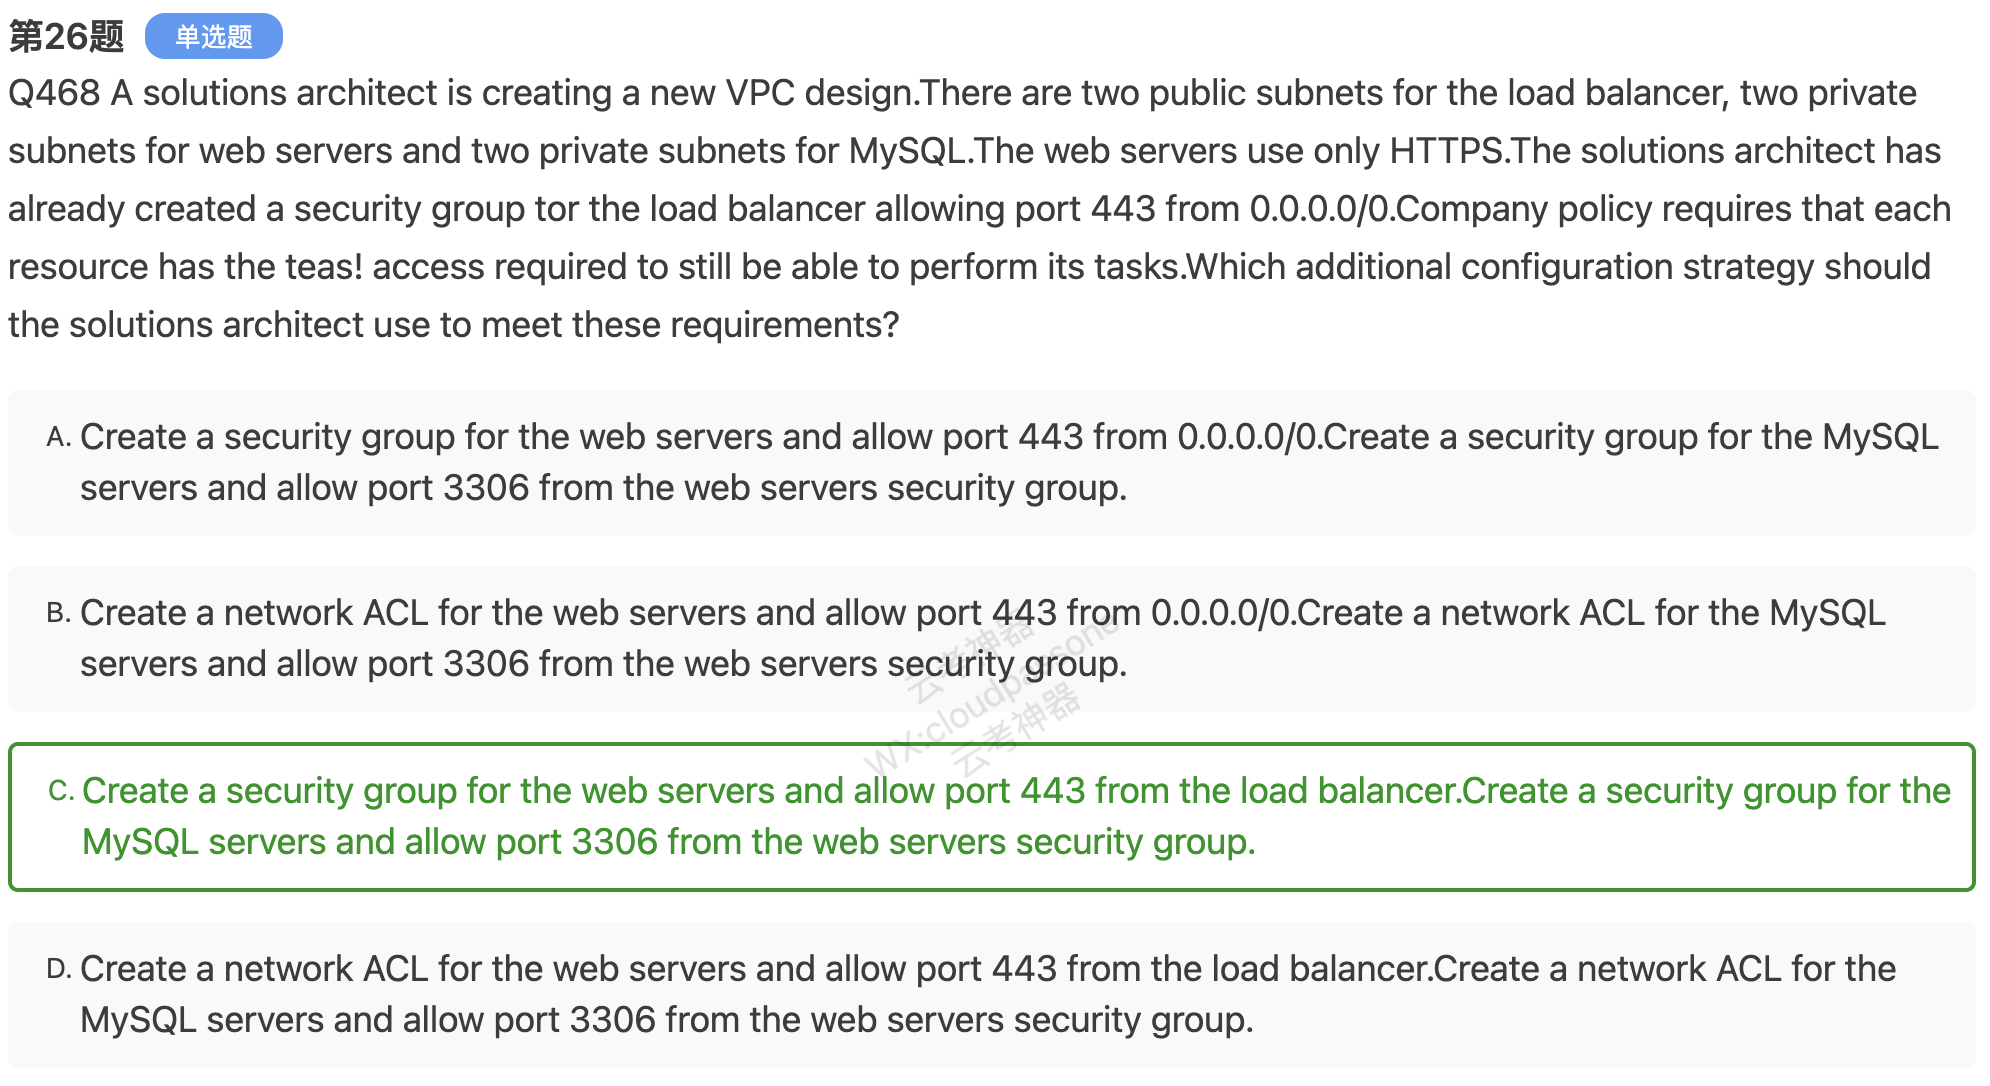 第26题 单选题
Q468 A solutions architect is creating a new VPC design.There are two public subnets for the load balancer, two private
subnets for web servers and two private subnets for MySQL.The web servers use only HTTPS.The solutions architect has
already created a security group tor the load balancer allowing port 443 from 0.0.0.0/0.Company policy requires that each
resource has the teas! access required to still be able to perform its tasks.Which additional configuration strategy should
the solutions architect use to meet these requirements?
A. Create a security group for the web servers and allow port 443 from 0.0.0.0/0.Create a security group for the MySQL
servers and allow port 3306 from the web servers security group.
B. Create a network ACL for the web servers and allow port 443 from 0.0.0.0/0.Create a network ACL for the MySQL
servers and allow port 3306 from the web servers security group.
云考神器
WX:cloudpassone
云考神器
C. Create a security group for the web servers and allow port 443 from the load balancer.Create a security group for the
MySQL servers and allow port 3306 from the web servers security group.
D. Create a network ACL for the web servers and allow port 443 from the load balancer.Create a network ACL for the
MySQL servers and allow port 3306 from the web servers security group.